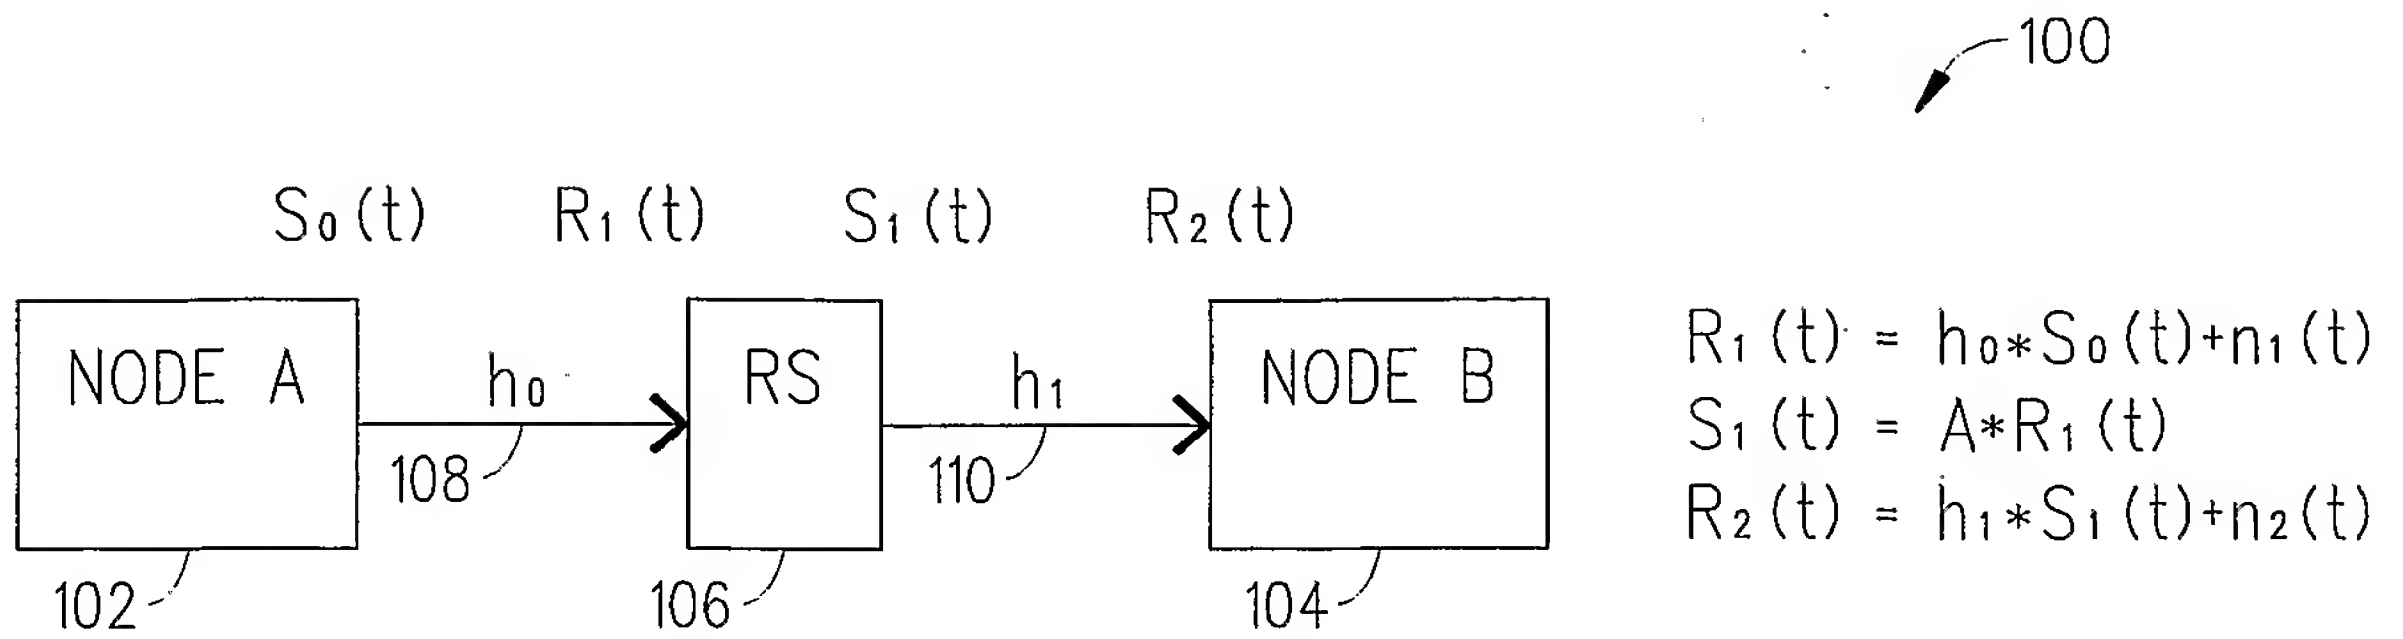 100
S₀(t) R₁(t) S₁(t) R₂(t)
NODE A h₀ RS h₁ NODE B
108 110
102 106 104
R₁(t) = h₀*S₀(t)+n₁(t)
S₁(t) = A*R₁(t)
R₂(t) = h₁*S₁(t)+n₂(t)